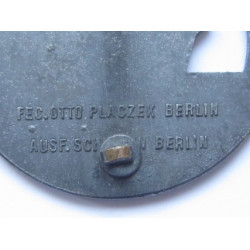 FEC. OTTO PLACZEK BERLIN
AUSF. BERLIN